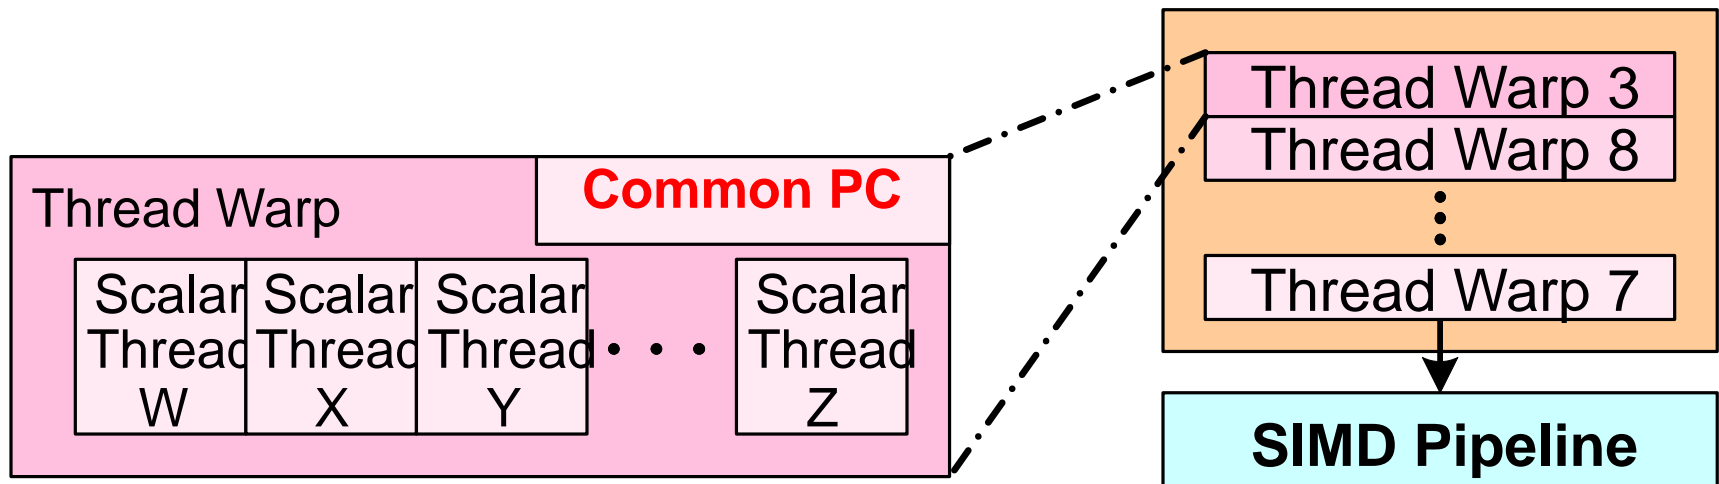 Thread Warp
Common PC
Scalar Thread W
Scalar Thread X
Scalar Thread Y
Scalar Thread Z
Thread Warp 3
Thread Warp 8
Thread Warp 7
SIMD Pipeline